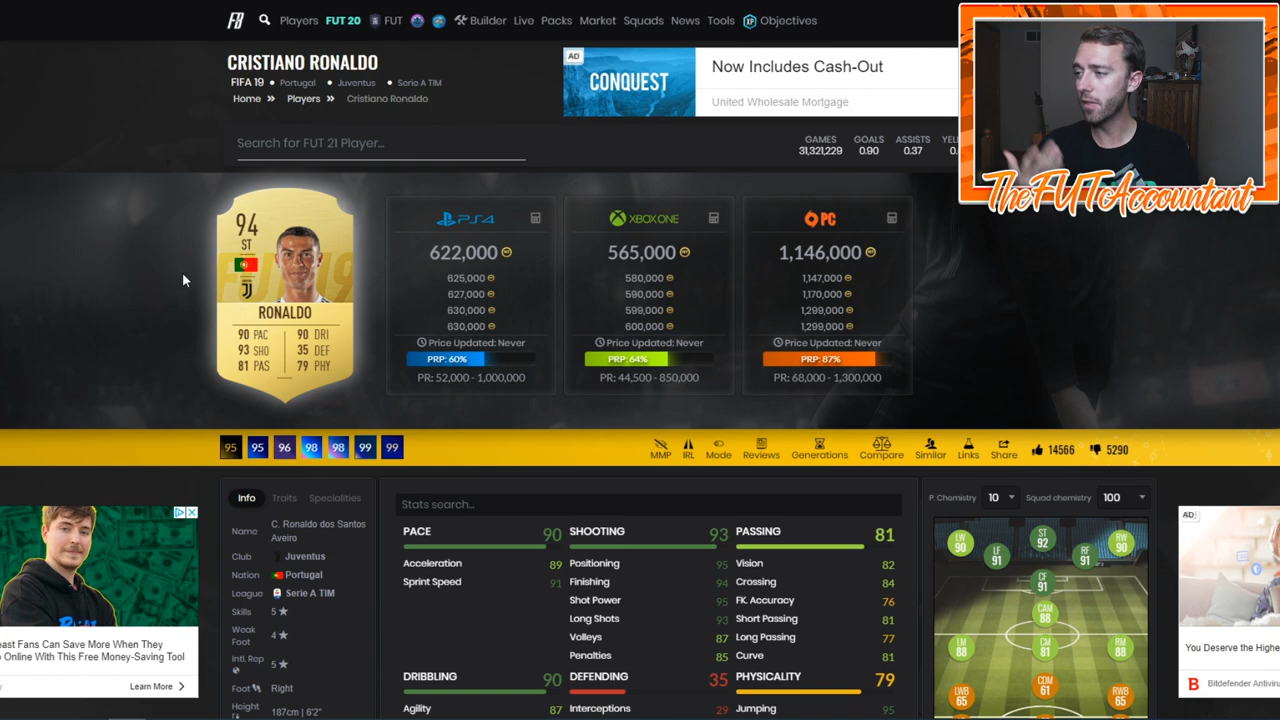 FB Players FUT 20 FUT Builder Live Packs Market Squads News Tools XP Objectives
CRISTIANO RONALDO
FIFA 19 • Portugal • Juventus • Serie A TIM
Home » Players » Cristiano Ronaldo
AD
CONQUEST
Now Includes Cash-Out
United Wholesale Mortgage
TheFUTAccountant
Search for FUT 21 Player...
GAMES GOALS ASSISTS
31,321,229 0.90 0.37
94
ST
FUT 19
RONALDO
90 PAC 90 DRI
93 SHO 35 DEF
81 PAS 79 PHY
PS4
622,000
625,000
627,000
630,000
630,000
Price Updated: Never
PRP: 60%
PR: 52,000 - 1,000,000
XBOX ONE
565,000
580,000
590,000
599,000
600,000
Price Updated: Never
PRP: 64%
PR: 44,500 - 850,000
PC
1,146,000
1,147,000
1,170,000
1,299,000
1,299,000
Price Updated: Never
PRP: 87%
PR: 68,000 - 1,300,000
95 95 96 98 98 99 99
MMP IRL Mode Reviews Generations Compare Similar Links Share 14566 5290
Info Traits Specialities
Name C. Ronaldo dos Santos
Aveiro
Club Juventus
Nation Portugal
League Serie A TIM
Skills 5 ★
Weak
Foot 4 ★
Intl. Rep 5 ★
Foot Right
Height 187cm | 6'2"
Stats search...
PACE 90
Acceleration 89
Sprint Speed 91
SHOOTING 93
Positioning 95
Finishing 94
Shot Power 95
Long Shots 93
Volleys 87
Penalties 85
PASSING 81
Vision 82
Crossing 84
FK. Accuracy 76
Short Passing 81
Long Passing 77
Curve 81
DRIBBLING 90
Agility 87
DEFENDING 35
Interceptions 29
PHYSICALITY 79
Jumping 95
P. Chemistry 10 Squad chemistry 100
LW
90
LF
91
ST
92
RF
91
RW
90
CF
91
CAM
88
LM
88
CM
81
RM
88
CDM
61
LWB
65
RWB
65
east Fans Can Save More When They
Online With This Free Money-Saving Tool
Learn More
AD
You Deserve the Highe
B Bitdefender Antiviru